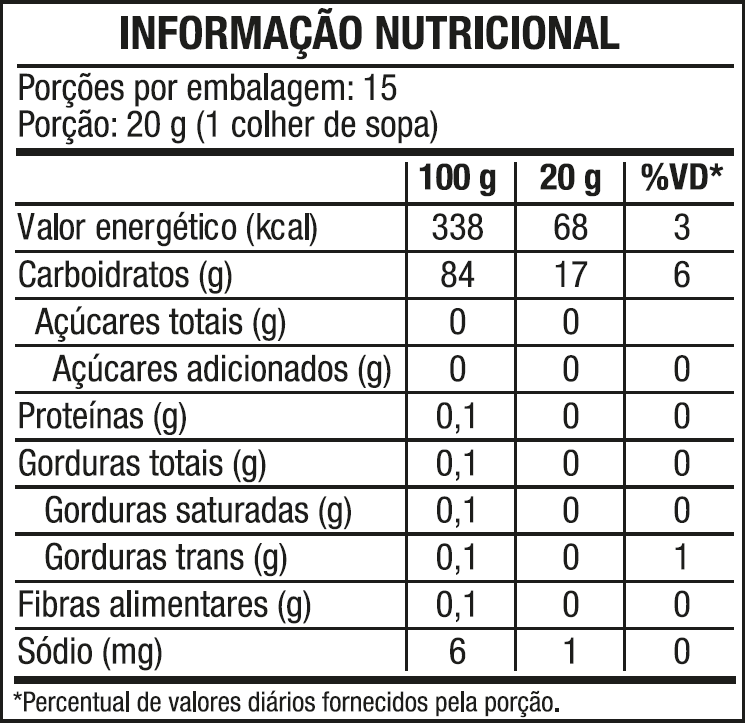 INFORMAÇÃO NUTRICIONAL
Porções por embalagem: 15
Porção: 20 g (1 colher de sopa)
100 g 20 g %VD*
Valor energético (kcal) 338 68 3
Carboidratos (g) 84 17 6
Açúcares totais (g) 0 0
Açúcares adicionados (g) 0 0 0
Proteínas (g) 0,1 0 0
Gorduras totais (g) 0,1 0 0
Gorduras saturadas (g) 0,1 0 0
Gorduras trans (g) 0,1 0 1
Fibras alimentares (g) 0,1 0 0
Sódio (mg) 6 1 0
*Percentual de valores diários fornecidos pela porção.